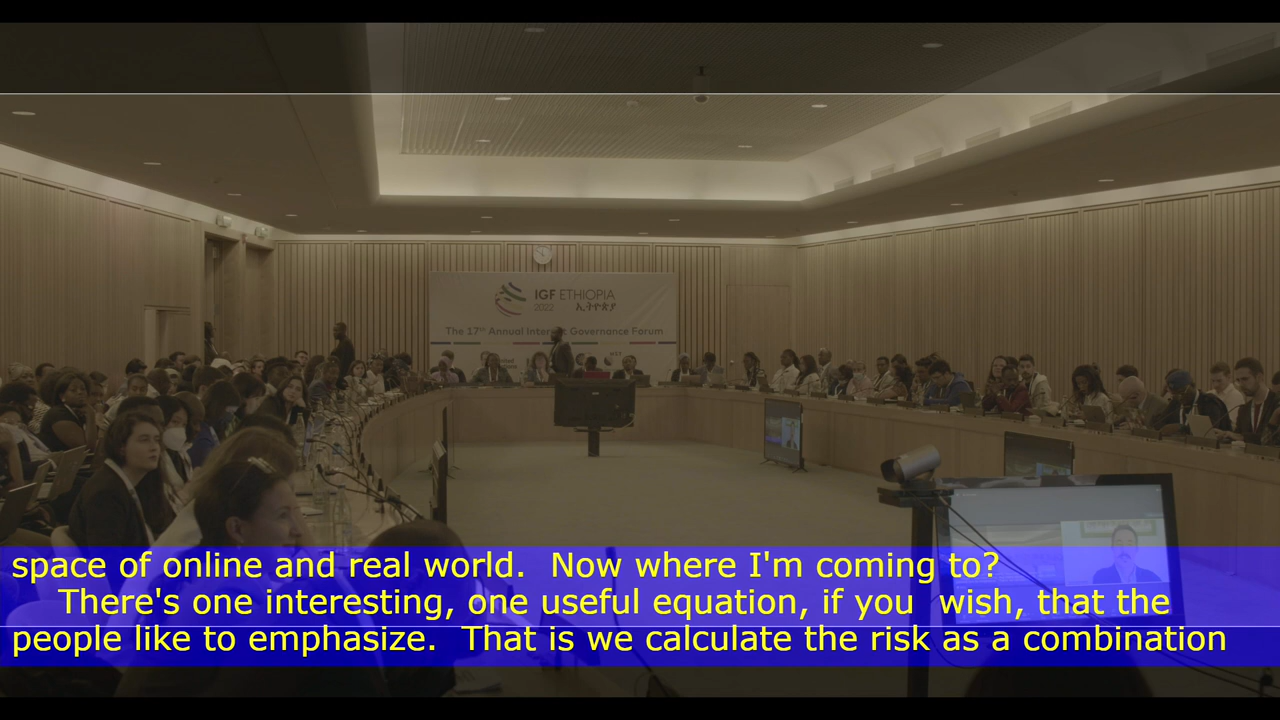 IGF ETHIOPIA
2022 ኢትዮጵያ
The 17th Annual Internet Governance Forum
space of online and real world. Now where I'm coming to?
There's one interesting, one useful equation, if you wish, that the
people like to emphasize. That is we calculate the risk as a combination